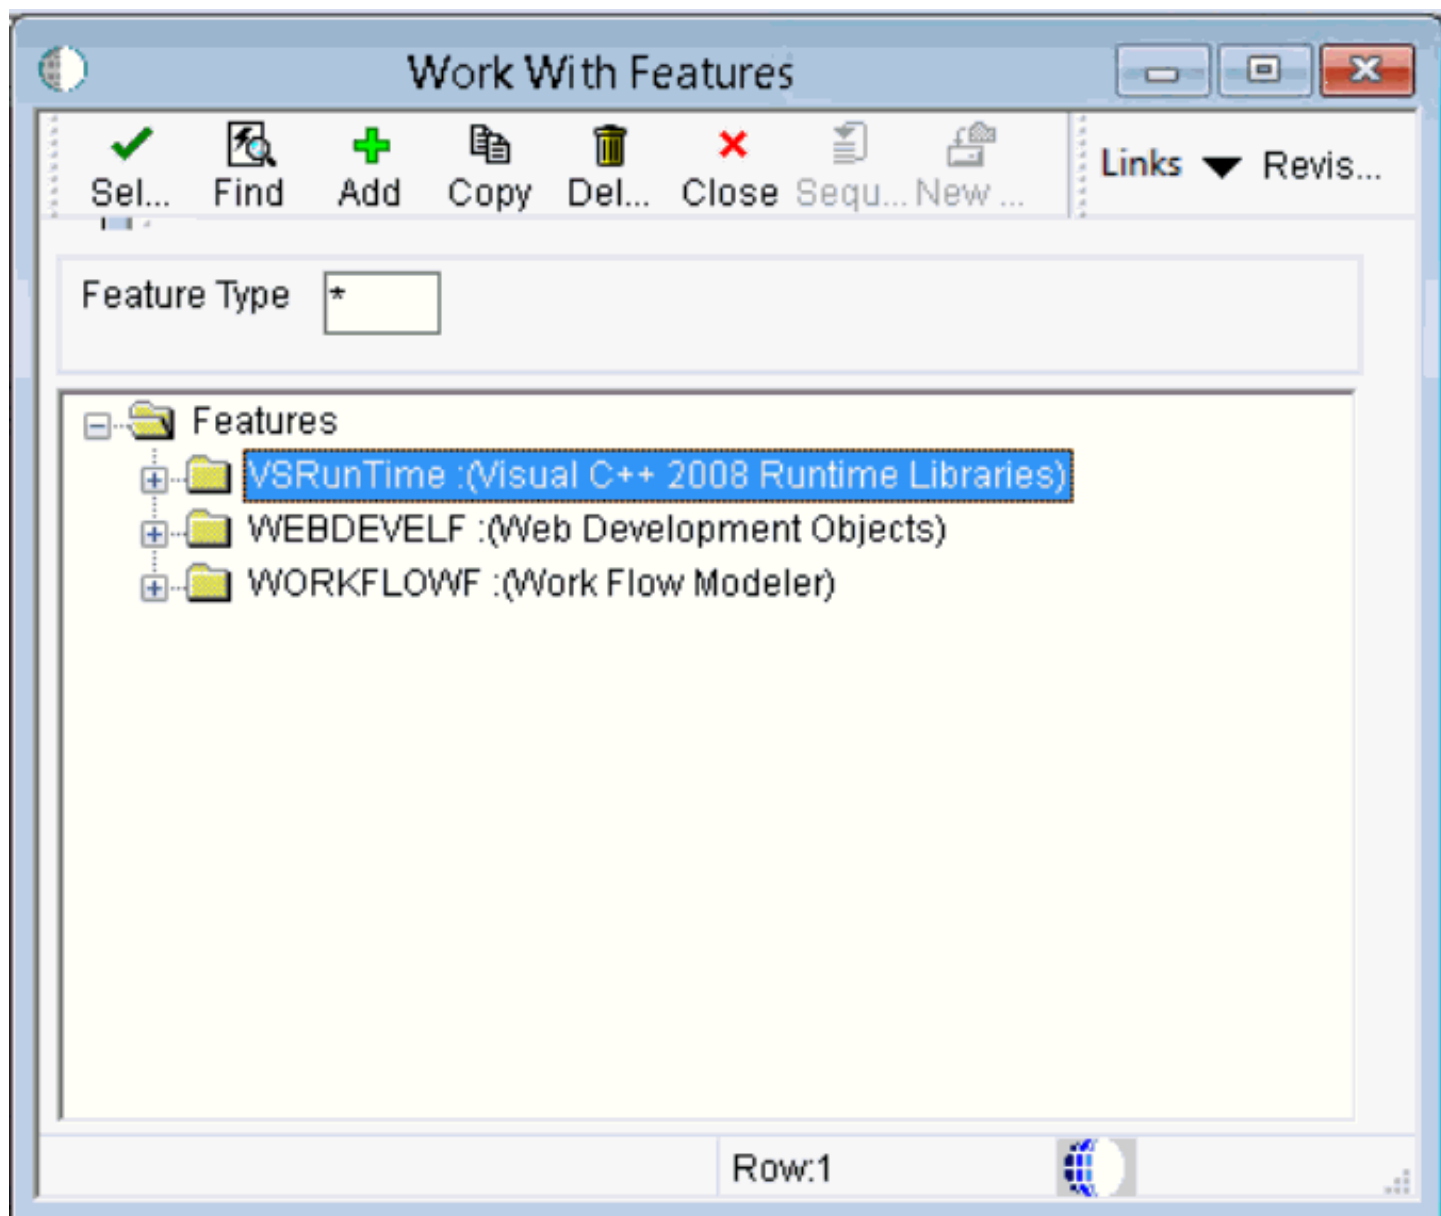 Work With Features
Sel... Find Add Copy Del... Close Sequ... New ... Links Revis...
Feature Type *
Features
VSRunTime :(Visual C++ 2008 Runtime Libraries)
WEBDEVELF :(Web Development Objects)
WORKFLOWF :(Work Flow Modeler)
Row:1